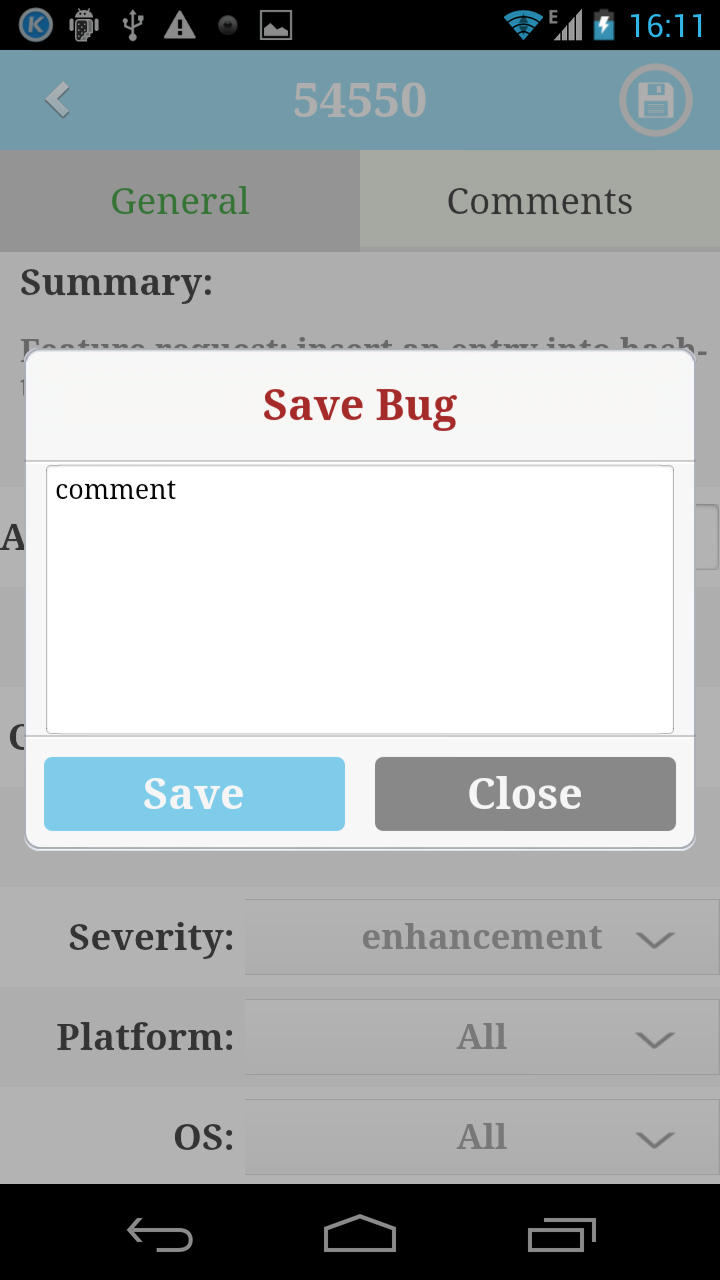 E 16:11
54550
General Comments
Summary:
Feature request: insert an entry into hash-
Save Bug
comment
Save Close
Severity: enhancement
Platform: All
OS: All